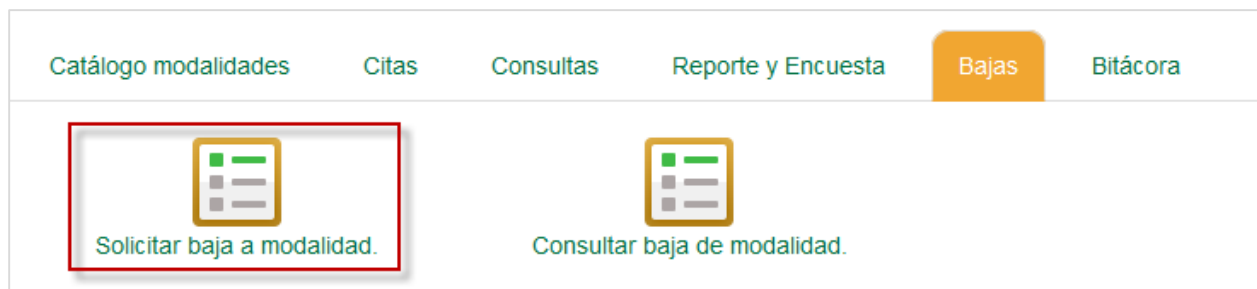 Catálogo modalidades Citas Consultas Reporte y Encuesta Bajas Bitácora
Solicitar baja a modalidad. Consultar baja de modalidad.